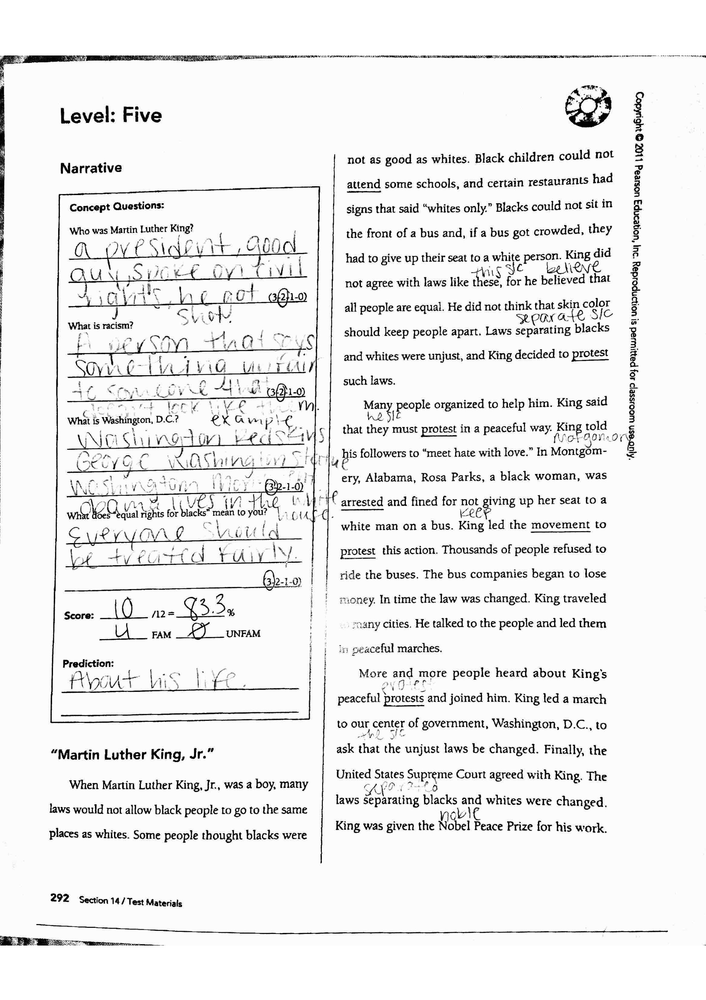 Level: Five
Narrative
Concept Questions:
Who was Martin Luther King?
a president, good
guy, spoke on civil
right's, he got (3-2-1-0)
shot!
What is racism?
A person that says
something unfair
to someone that (3-2-1-0)
doesn't look like them.
What is Washington, D.C.? example
Washington Redskins
George Washington Startue
Washington (3-2-1-0)
Obama lives in the white
What does "equal rights for blacks" mean to you? house.
Everyone should
be treated fairly.
(3-2-1-0)
Score: 10 /12 = 83.3 %
4 FAM Ø UNFAM
Prediction:
About his life.
"Martin Luther King, Jr."
When Martin Luther King, Jr., was a boy, many
laws would not allow black people to go to the same
places as whites. Some people thought blacks were
292 Section 14 / Test Materials
not as good as whites. Black children could not
attend some schools, and certain restaurants had
signs that said "whites only." Blacks could not sit in
the front of a bus and, if a bus got crowded, they
had to give up their seat to a white person. King did
this s/c believe
not agree with laws like these, for he believed that
all people are equal. He did not think that skin color
separate s/c
should keep people apart. Laws separating blacks
and whites were unjust, and King decided to protest
such laws.
Many people organized to help him. King said
he s/c
that they must protest in a peaceful way. King told
Motgomory
his followers to "meet hate with love." In Montgom-
ery, Alabama, Rosa Parks, a black woman, was
arrested and fined for not giving up her seat to a
keep
white man on a bus. King led the movement to
protest this action. Thousands of people refused to
ride the buses. The bus companies began to lose
money. In time the law was changed. King traveled
to many cities. He talked to the people and led them
in peaceful marches.
More and more people heard about King's
protest
peaceful protests and joined him. King led a march
to our center of government, Washington, D.C., to
the s/c
ask that the unjust laws be changed. Finally, the
United States Supreme Court agreed with King. The
separated
laws separating blacks and whites were changed.
noble
King was given the Nobel Peace Prize for his work.
Copyright © 2011 Pearson Education, Inc. Reproduction is permitted for classroom use only.